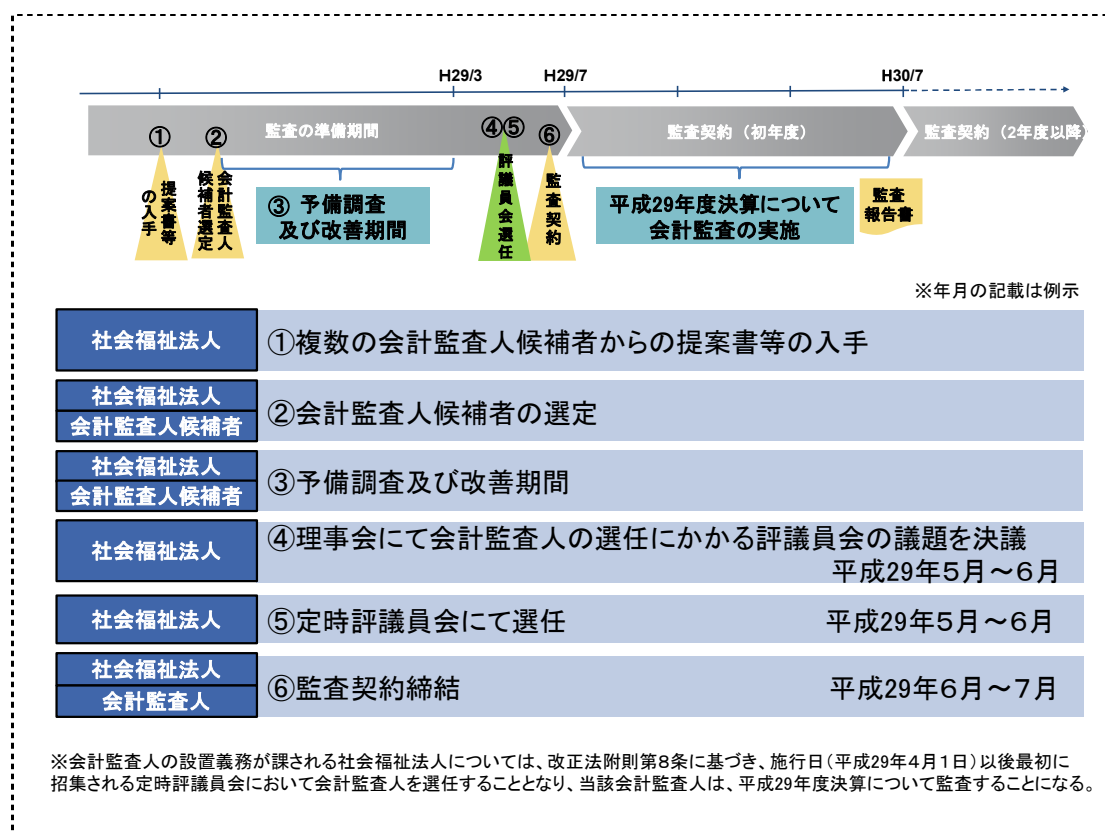 H29/3
H29/7
H30/7
監査の準備期間
監査契約（初年度）
監査契約（2年度以降）
①
②
④⑤
⑥
提案書等
の入手
会計監査人
候補者選定
③ 予備調査
及び改善期間
評議員会選任
監査契約
平成29年度決算について
会計監査の実施
監査
報告書
※年月の記載は例示
社会福祉法人
①複数の会計監査人候補者からの提案書等の入手
社会福祉法人
会計監査人候補者
②会計監査人候補者の選定
社会福祉法人
会計監査人候補者
③予備調査及び改善期間
社会福祉法人
④理事会にて会計監査人の選任にかかる評議員会の議題を決議
平成29年５月～６月
社会福祉法人
⑤定時評議員会にて選任 平成29年５月～６月
社会福祉法人
会計監査人
⑥監査契約締結 平成29年６月～７月
※会計監査人の設置義務が課される社会福祉法人については、改正法附則第８条に基づき、施行日（平成29年４月１日）以後最初に
招集される定時評議員会において会計監査人を選任することとなり、当該会計監査人は、平成29年度決算について監査することになる。